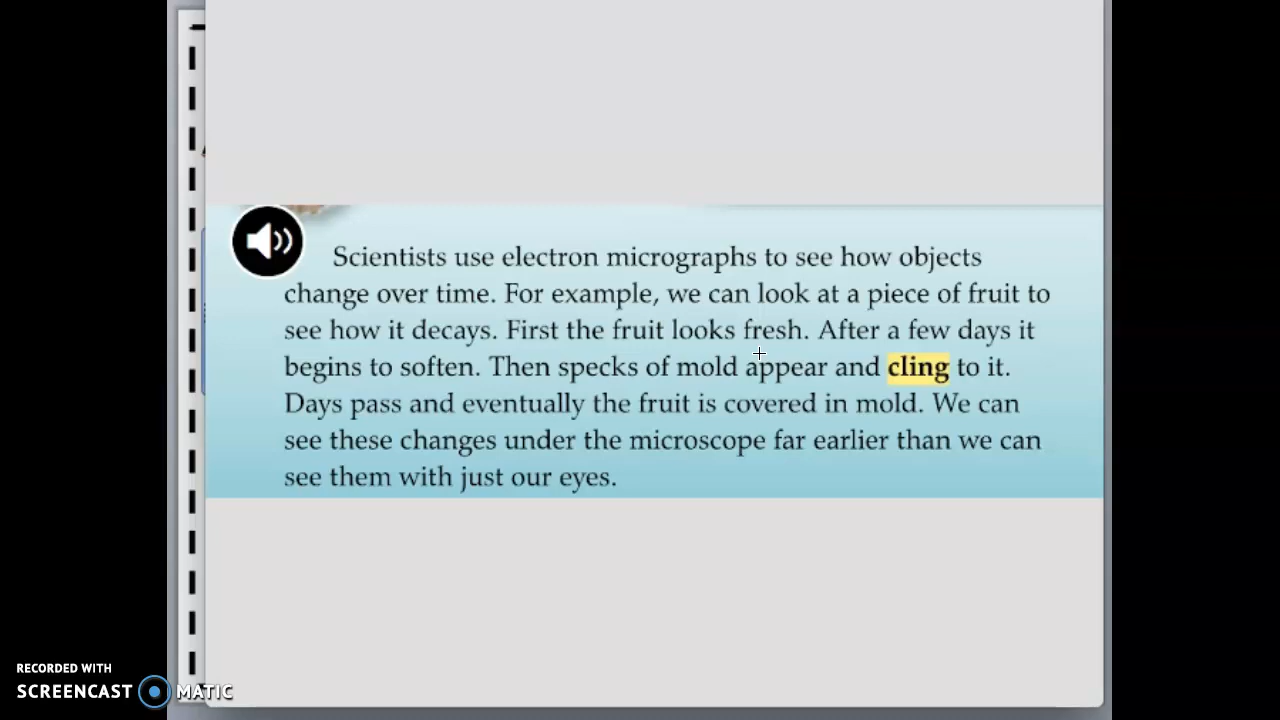 Scientists use electron micrographs to see how objects
change over time. For example, we can look at a piece of fruit to
see how it decays. First the fruit looks fresh. After a few days it
begins to soften. Then specks of mold appear and cling to it.
Days pass and eventually the fruit is covered in mold. We can
see these changes under the microscope far earlier than we can
see them with just our eyes.
RECORDED WITH
SCREENCAST MATIC